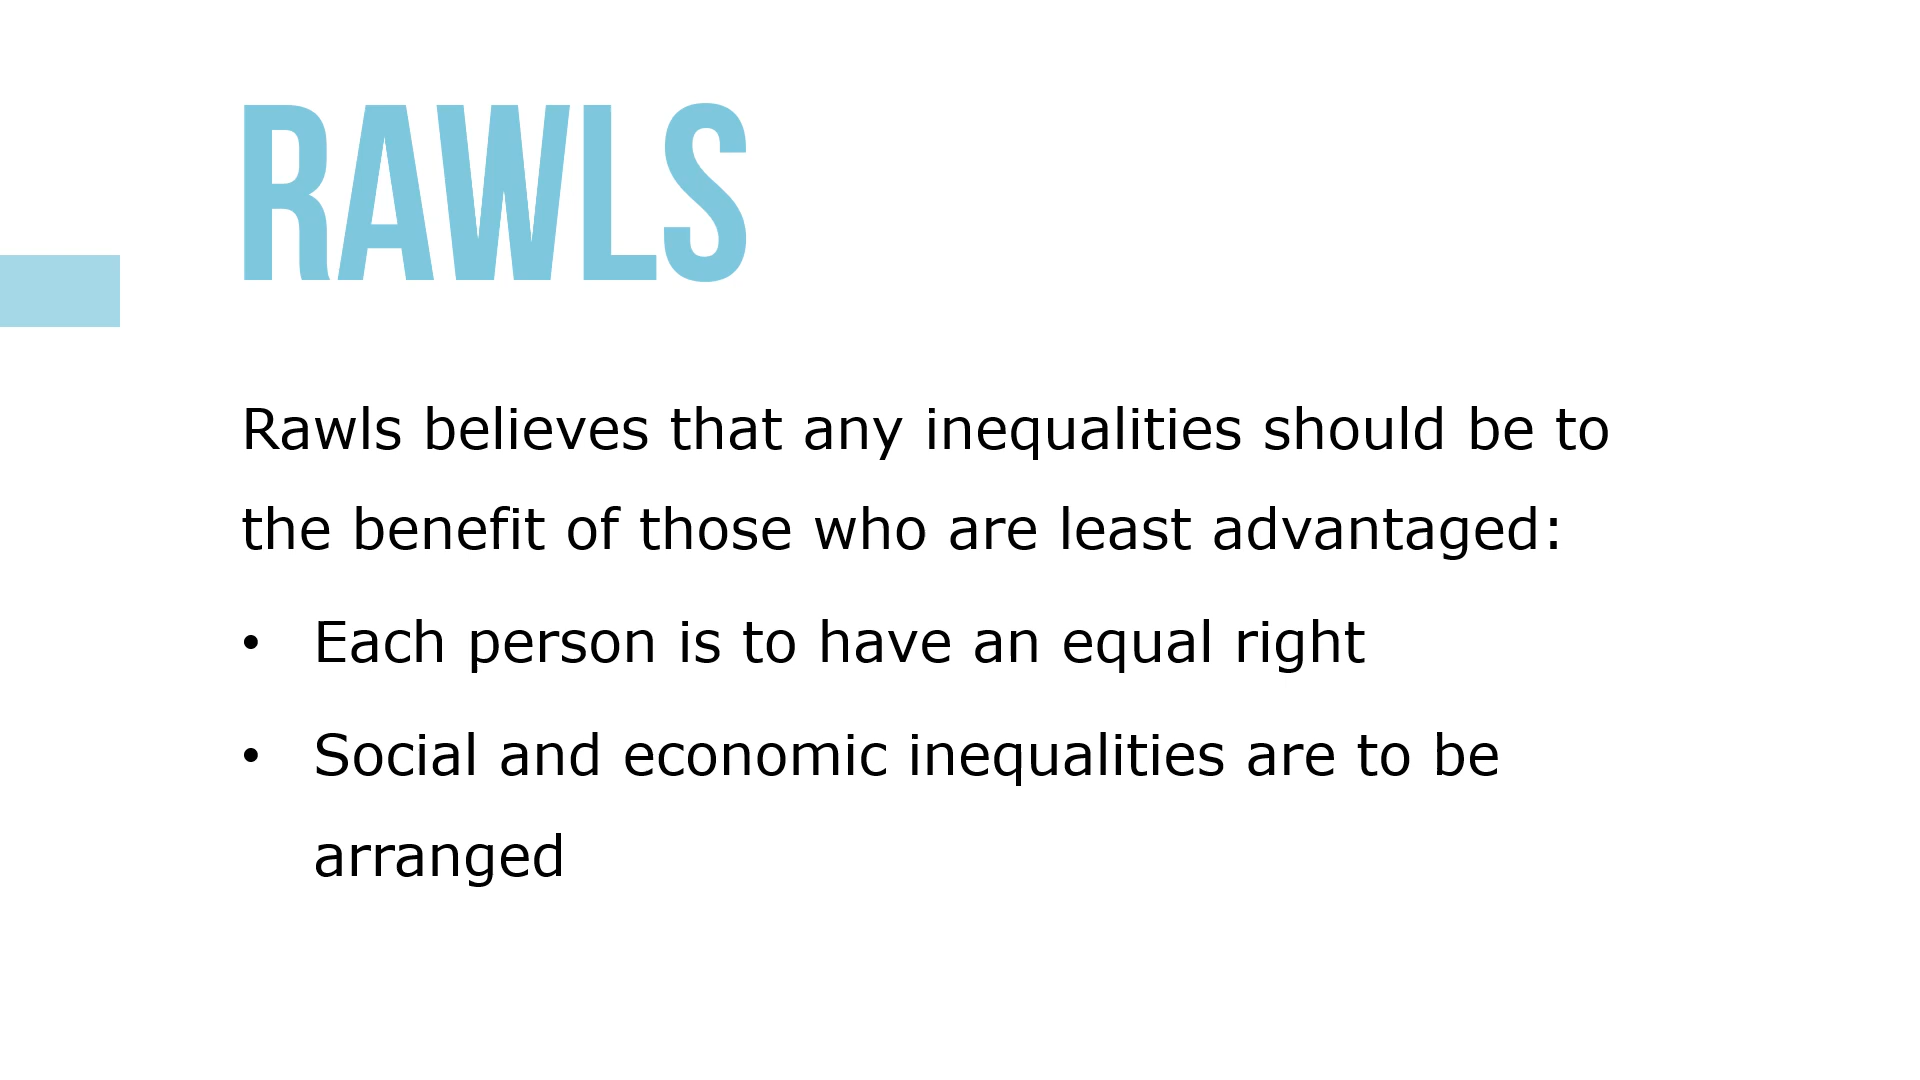 RAWLS
Rawls believes that any inequalities should be to
the benefit of those who are least advantaged:
• Each person is to have an equal right
• Social and economic inequalities are to be
arranged